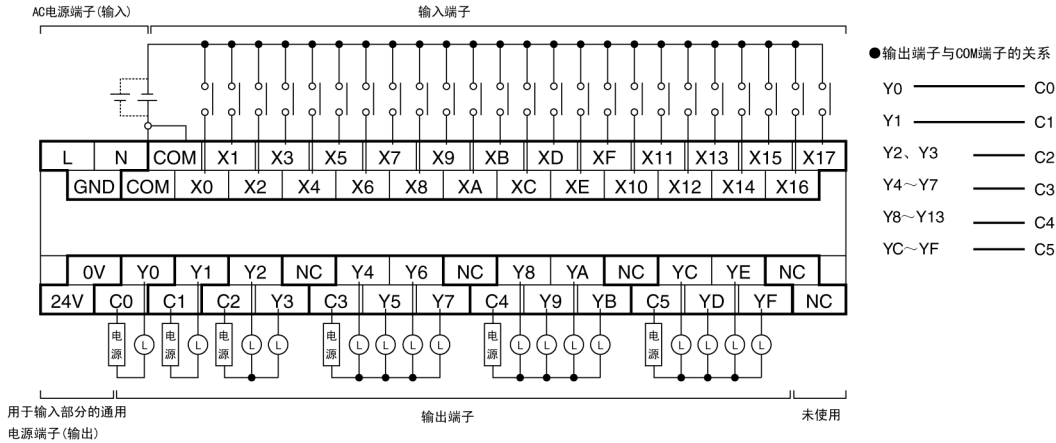 AC电源端子(输入)
输入端子
L N COM X1 X3 X5 X7 X9 XB XD XF X11 X13 X15 X17
GND COM X0 X2 X4 X6 X8 XA XC XE X10 X12 X14 X16
0V Y0 Y1 Y2 NC Y4 Y6 NC Y8 YA NC YC YE NC
24V C0 C1 C2 Y3 C3 Y5 Y7 C4 Y9 YB C5 YD YF NC
电源 L 电源 L 电源 L L 电源 L L L L 电源 L L L L 电源 L L L L
用于输入部分的通用
电源端子(输出)
输出端子
未使用
●输出端子与COM端子的关系
Y0 C0
Y1 C1
Y2、Y3 C2
Y4～Y7 C3
Y8～Y13 C4
YC～YF C5